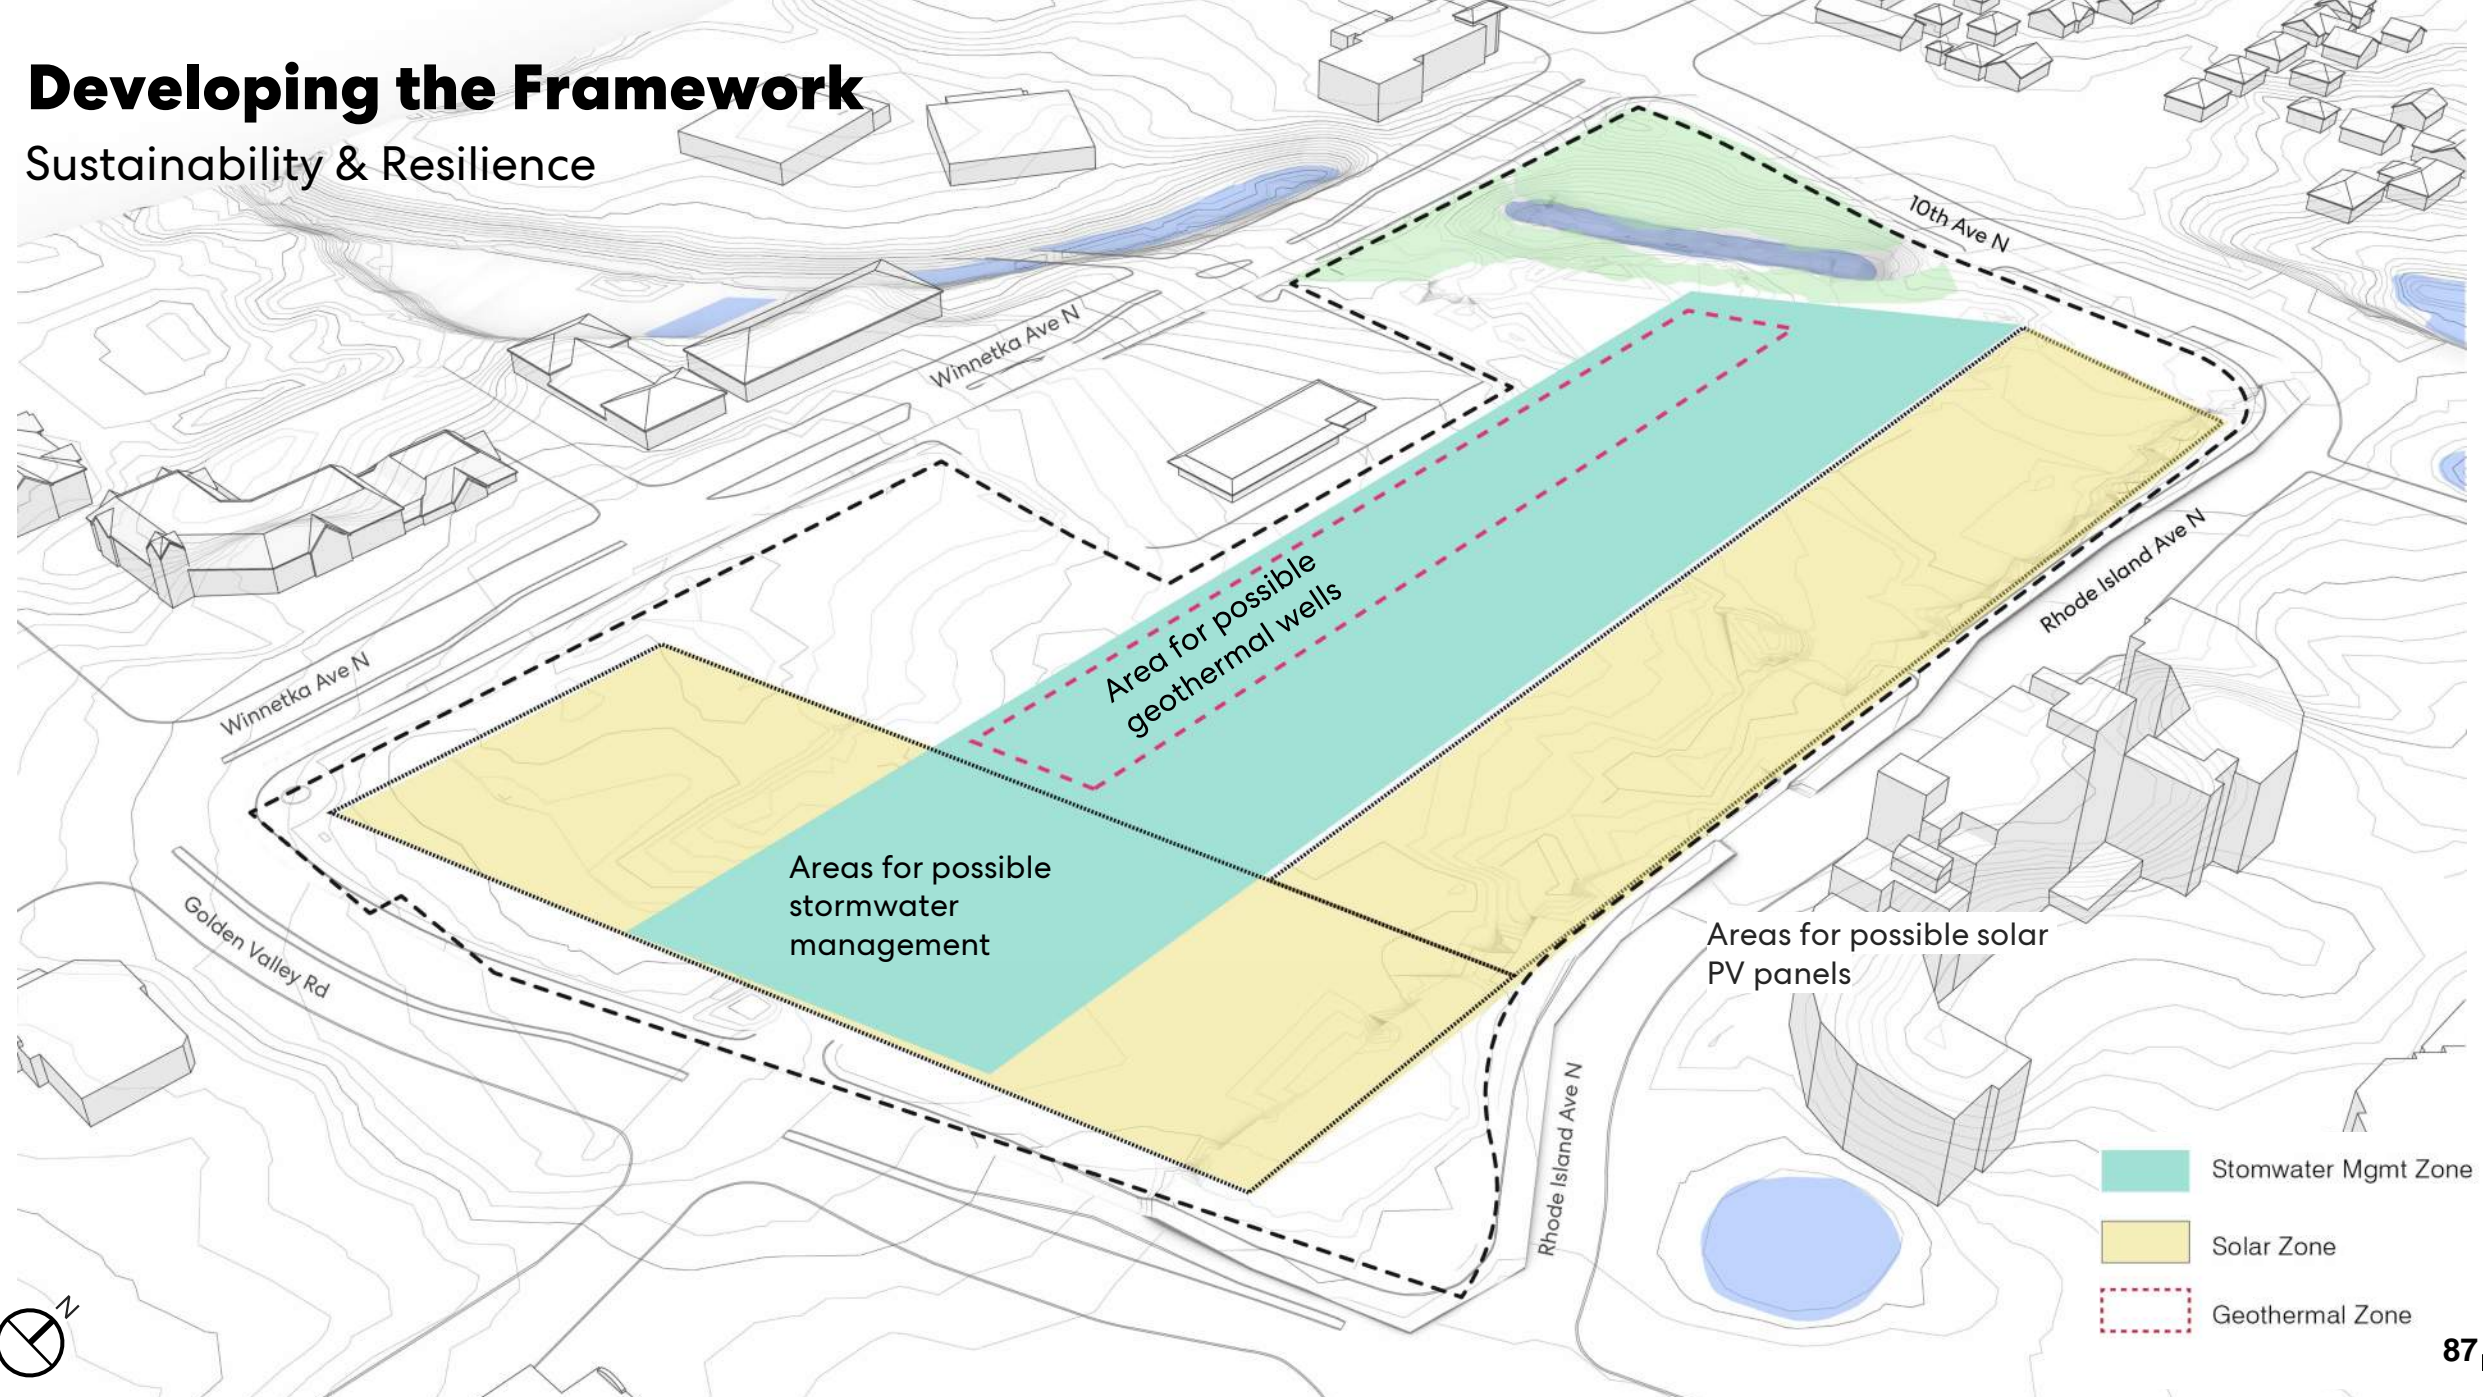 Developing the Framework
Sustainability & Resilience
10th Ave N
Winnetka Ave N
Rhode Island Ave N
Area for possible
geothermal wells
Winnetka Ave N
Areas for possible
stormwater
management
Golden Valley Rd
Areas for possible solar
PV panels
Rhode Island Ave N
Stomwater Mgmt Zone
Solar Zone
Geothermal Zone
N
87